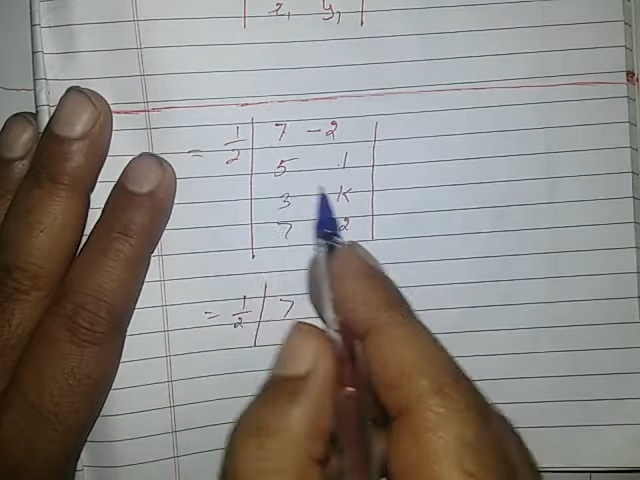 x₁ y₁
= 1/2 | 7 -2 |
| 5 1 |
| 3 K |
| 7 -2 |
= 1/2 | 7